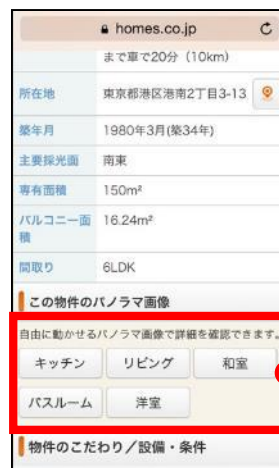 homes.co.jp
まで車で20分（10km）
所在地 東京都港区港南2丁目3-13
築年月 1980年3月(築34年)
主要採光面 南東
専有面積 150m²
バルコニー面積 16.24m²
間取り 6LDK
この物件のパノラマ画像
自由に動かせるパノラマ画像で詳細を確認できます。
キッチン リビング 和室
バスルーム 洋室
物件のこだわり／設備・条件